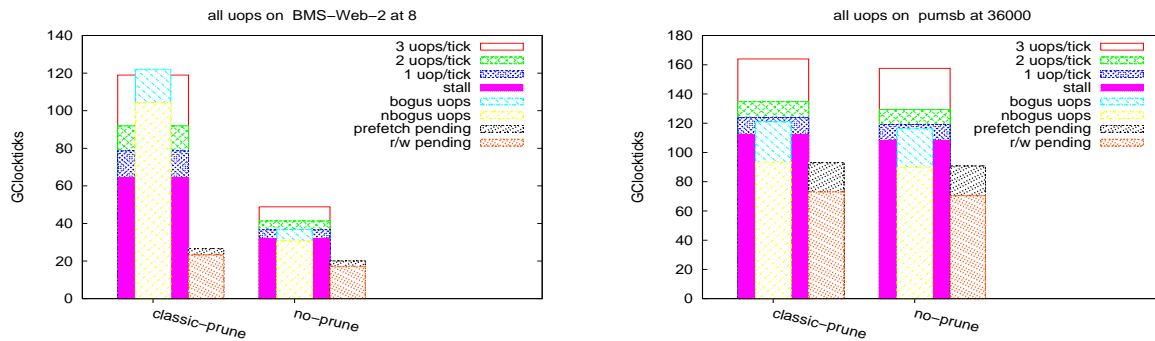 all uops on BMS-Web-2 at 8
GClockticks
140
120
100
80
60
40
20
0
3 uops/tick
2 uops/tick
1 uop/tick
stall
bogus uops
nbogus uops
prefetch pending
r/w pending
classic-prune
no-prune
all uops on pumsb at 36000
GClockticks
180
160
140
120
100
80
60
40
20
0
3 uops/tick
2 uops/tick
1 uop/tick
stall
bogus uops
nbogus uops
prefetch pending
r/w pending
classic-prune
no-prune